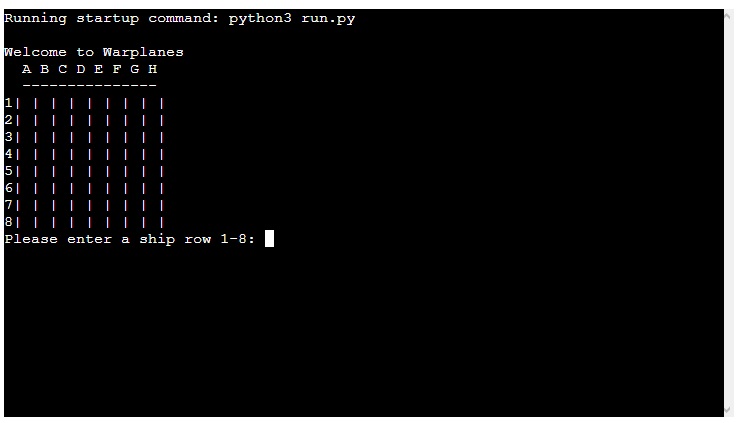 Running startup command: python3 run.py
Welcome to Warplanes
A B C D E F G H
---------------
1| | | | | | | | |
2| | | | | | | | |
3| | | | | | | | |
4| | | | | | | | |
5| | | | | | | | |
6| | | | | | | | |
7| | | | | | | | |
8| | | | | | | | |
Please enter a ship row 1-8: